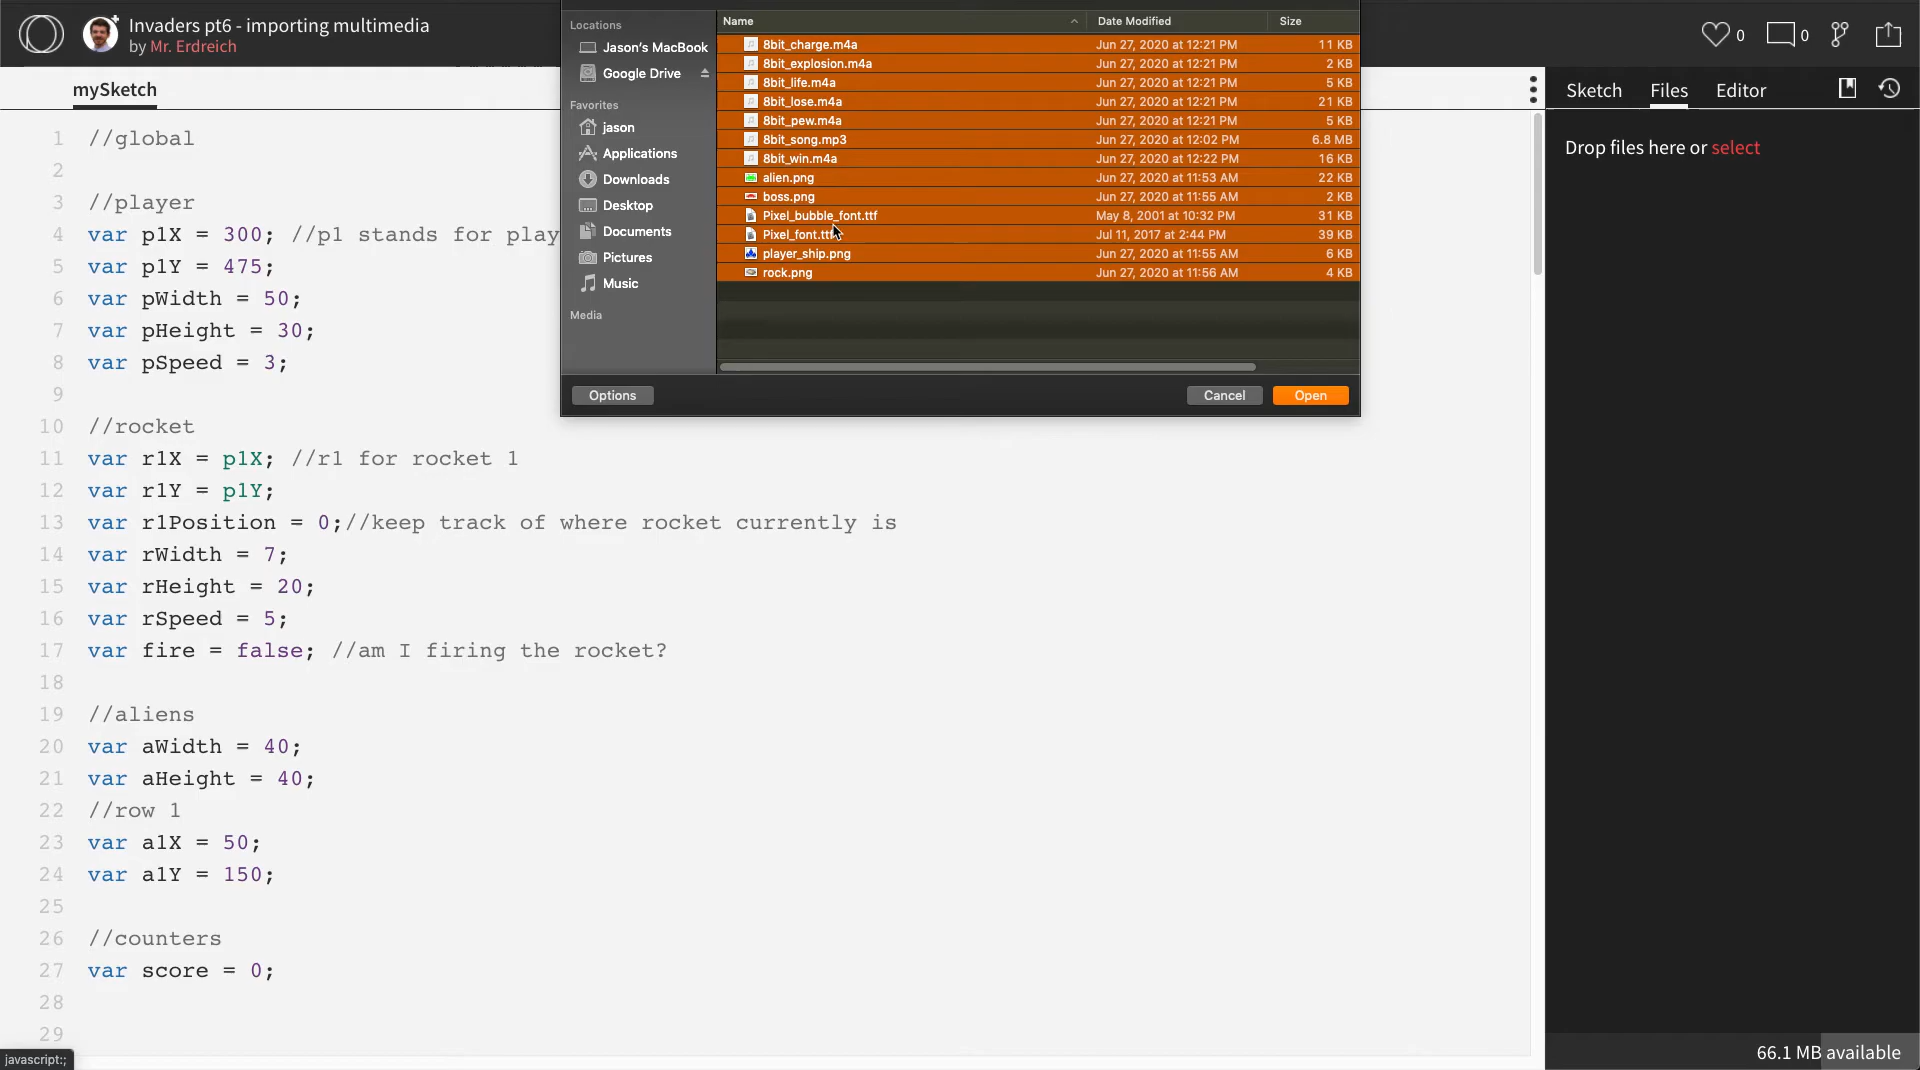 Invaders pt6 - importing multimedia
by Mr. Erdreich
0
0
mySketch
Sketch
Files
Editor
Drop files here or select
66.1 MB available
Locations
Jason's MacBook
Google Drive
Favorites
jason
Applications
Downloads
Desktop
Documents
Pictures
Music
Media
Name Date Modified Size
8bit_charge.m4a Jun 27, 2020 at 12:21 PM 11 KB
8bit_explosion.m4a Jun 27, 2020 at 12:21 PM 2 KB
8bit_life.m4a Jun 27, 2020 at 12:21 PM 5 KB
8bit_lose.m4a Jun 27, 2020 at 12:21 PM 21 KB
8bit_pew.m4a Jun 27, 2020 at 12:21 PM 5 KB
8bit_song.mp3 Jun 27, 2020 at 12:02 PM 6.8 MB
8bit_win.m4a Jun 27, 2020 at 12:22 PM 16 KB
alien.png Jun 27, 2020 at 11:53 AM 22 KB
boss.png Jun 27, 2020 at 11:55 AM 2 KB
Pixel_bubble_font.ttf May 8, 2001 at 10:32 PM 31 KB
Pixel_font.ttf Jul 11, 2017 at 2:44 PM 39 KB
player_ship.png Jun 27, 2020 at 11:55 AM 6 KB
rock.png Jun 27, 2020 at 11:56 AM 4 KB
Options
Cancel
Open
1 //global
2
3 //player
4 var p1X = 300; //p1 stands for play
5 var p1Y = 475;
6 var pWidth = 50;
7 var pHeight = 30;
8 var pSpeed = 3;
9
10 //rocket
11 var r1X = p1X; //r1 for rocket 1
12 var r1Y = p1Y;
13 var r1Position = 0;//keep track of where rocket currently is
14 var rWidth = 7;
15 var rHeight = 20;
16 var rSpeed = 5;
17 var fire = false; //am I firing the rocket?
18
19 //aliens
20 var aWidth = 40;
21 var aHeight = 40;
22 //row 1
23 var a1X = 50;
24 var a1Y = 150;
25
26 //counters
27 var score = 0;
28
29
javascript:;